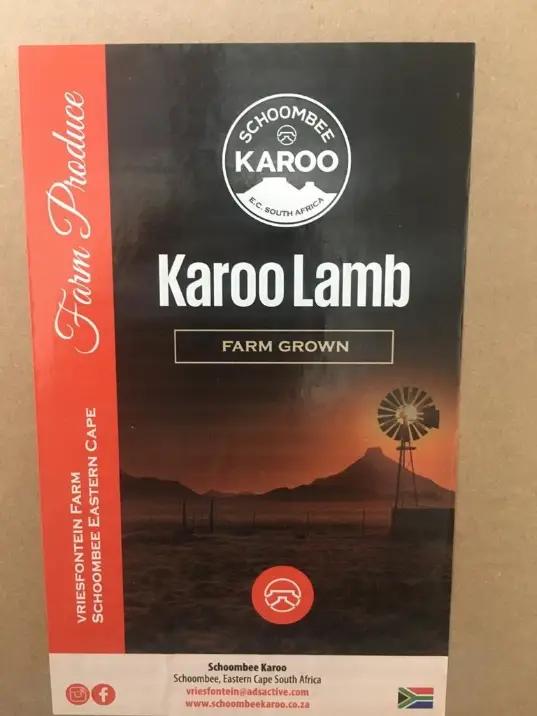 Farm Produce
VRIESFONTEIN FARM
SCHOOMBEE EASTERN CAPE
SCHOOMBEE
KAROO
E.C. SOUTH AFRICA
Karoo Lamb
FARM GROWN
Schoombee Karoo
Schoombee, Eastern Cape South Africa
vriesfontein@adsactive.com
www.schoombeekaroo.co.za